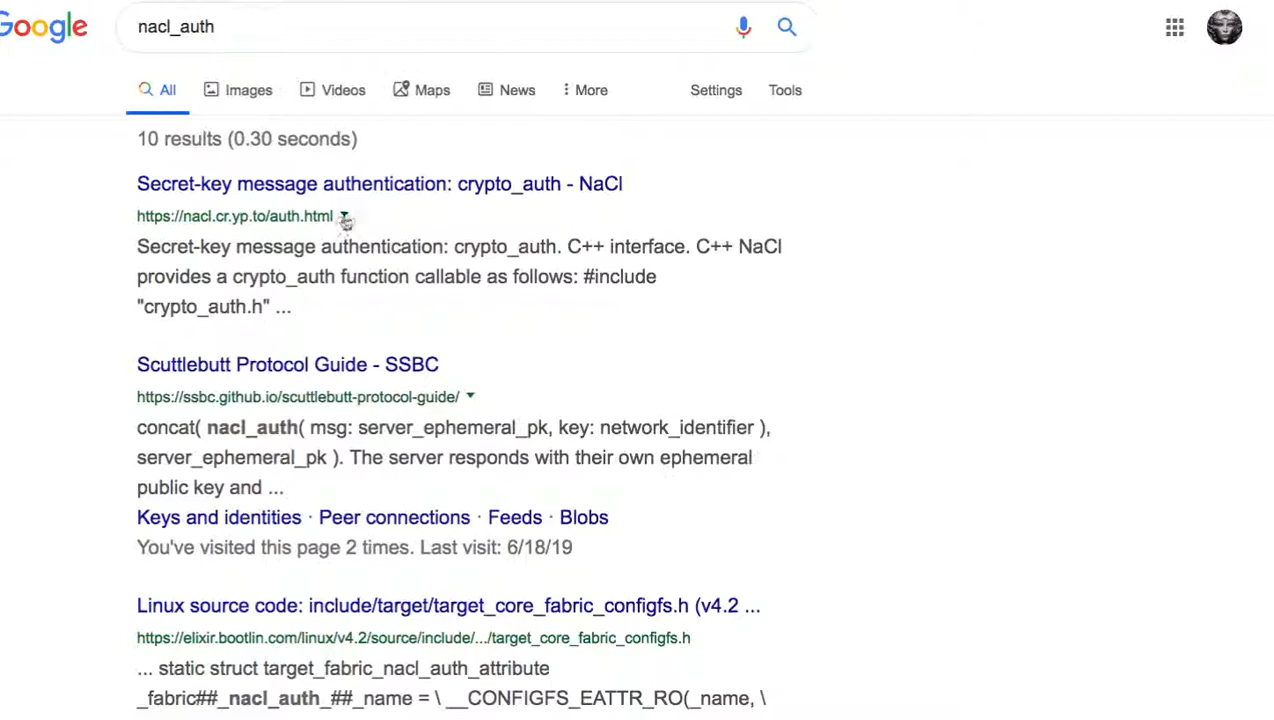 Google
nacl_auth
All Images Videos Maps News More Settings Tools
10 results (0.30 seconds)
Secret-key message authentication: crypto_auth - NaCl
https://nacl.cr.yp.to/auth.html
Secret-key message authentication: crypto_auth. C++ interface. C++ NaCl
provides a crypto_auth function callable as follows: #include
"crypto_auth.h" ...
Scuttlebutt Protocol Guide - SSBC
https://ssbc.github.io/scuttlebutt-protocol-guide/
concat( nacl_auth( msg: server_ephemeral_pk, key: network_identifier ),
server_ephemeral_pk ). The server responds with their own ephemeral
public key and ...
Keys and identities · Peer connections · Feeds · Blobs
You've visited this page 2 times. Last visit: 6/18/19
Linux source code: include/target/target_core_fabric_configfs.h (v4.2 ...
https://elixir.bootlin.com/linux/v4.2/source/include/.../target_core_fabric_configfs.h
... static struct target_fabric_nacl_auth_attribute
_fabric##_nacl_auth_##_name = \ __CONFIGFS_EATTR_RO(_name, \